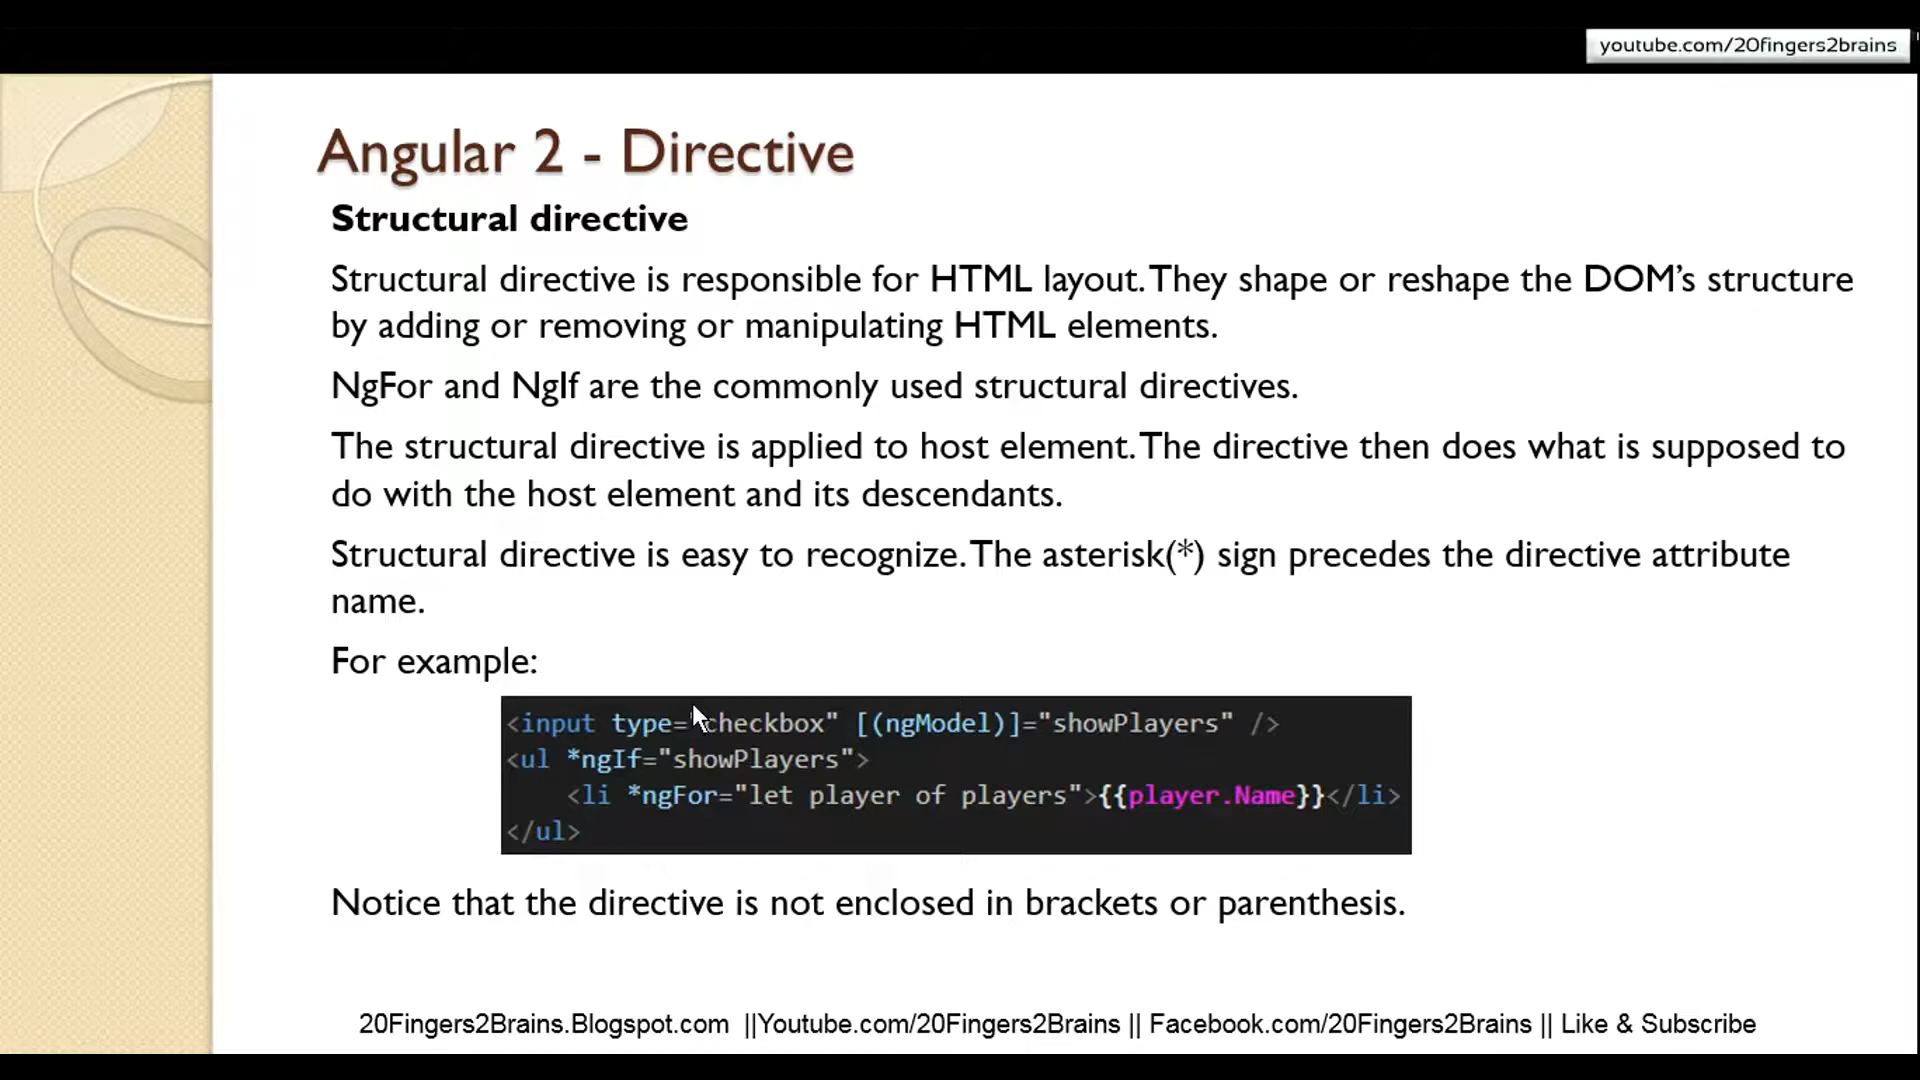 youtube.com/20fingers2brains
Angular 2 - Directive
Structural directive
Structural directive is responsible for HTML layout. They shape or reshape the DOM’s structure
by adding or removing or manipulating HTML elements.
NgFor and NgIf are the commonly used structural directives.
The structural directive is applied to host element. The directive then does what is supposed to
do with the host element and its descendants.
Structural directive is easy to recognize. The asterisk(*) sign precedes the directive attribute
name.
For example:
<input type="checkbox" [(ngModel)]="showPlayers" />
<ul *ngIf="showPlayers">
    <li *ngFor="let player of players">{{player.Name}}</li>
</ul>
Notice that the directive is not enclosed in brackets or parenthesis.
20Fingers2Brains.Blogspot.com ||Youtube.com/20Fingers2Brains || Facebook.com/20Fingers2Brains || Like & Subscribe